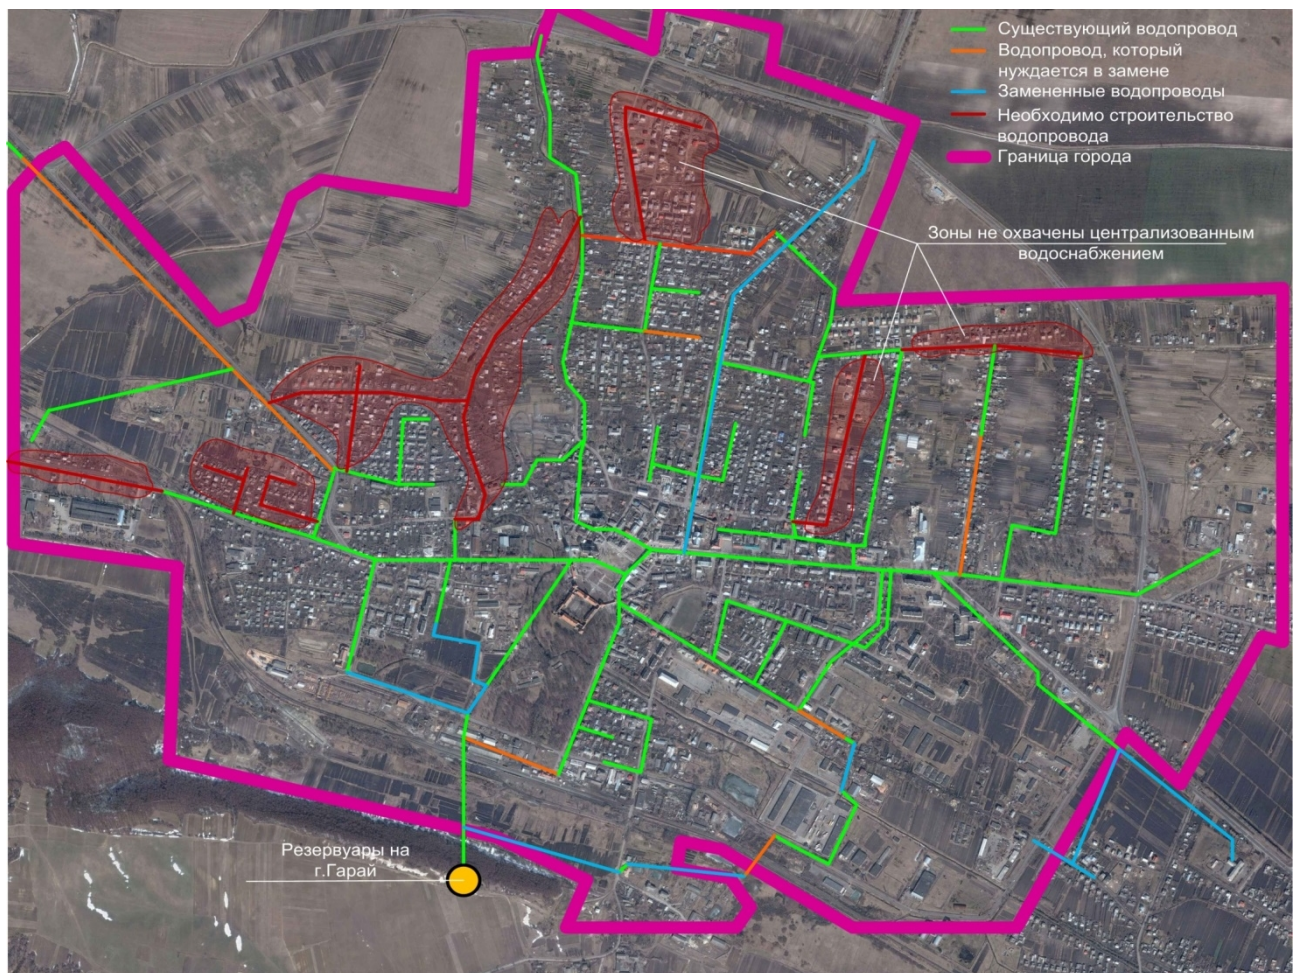 Существующий водопровод
Водопровод, который
нуждается в замене
Замененные водопроводы
Необходимо строительство
водопровода
Граница города
Зоны не охвачены централизованным
водоснабжением
Резервуары на
г.Гарай